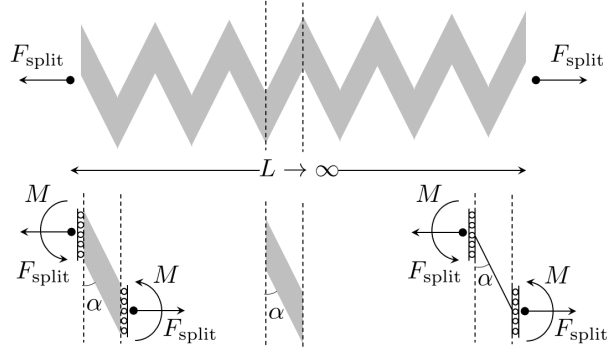 F_split F_split
L → ∞
M M
F_split F_split
α M α M
F_split F_split
α